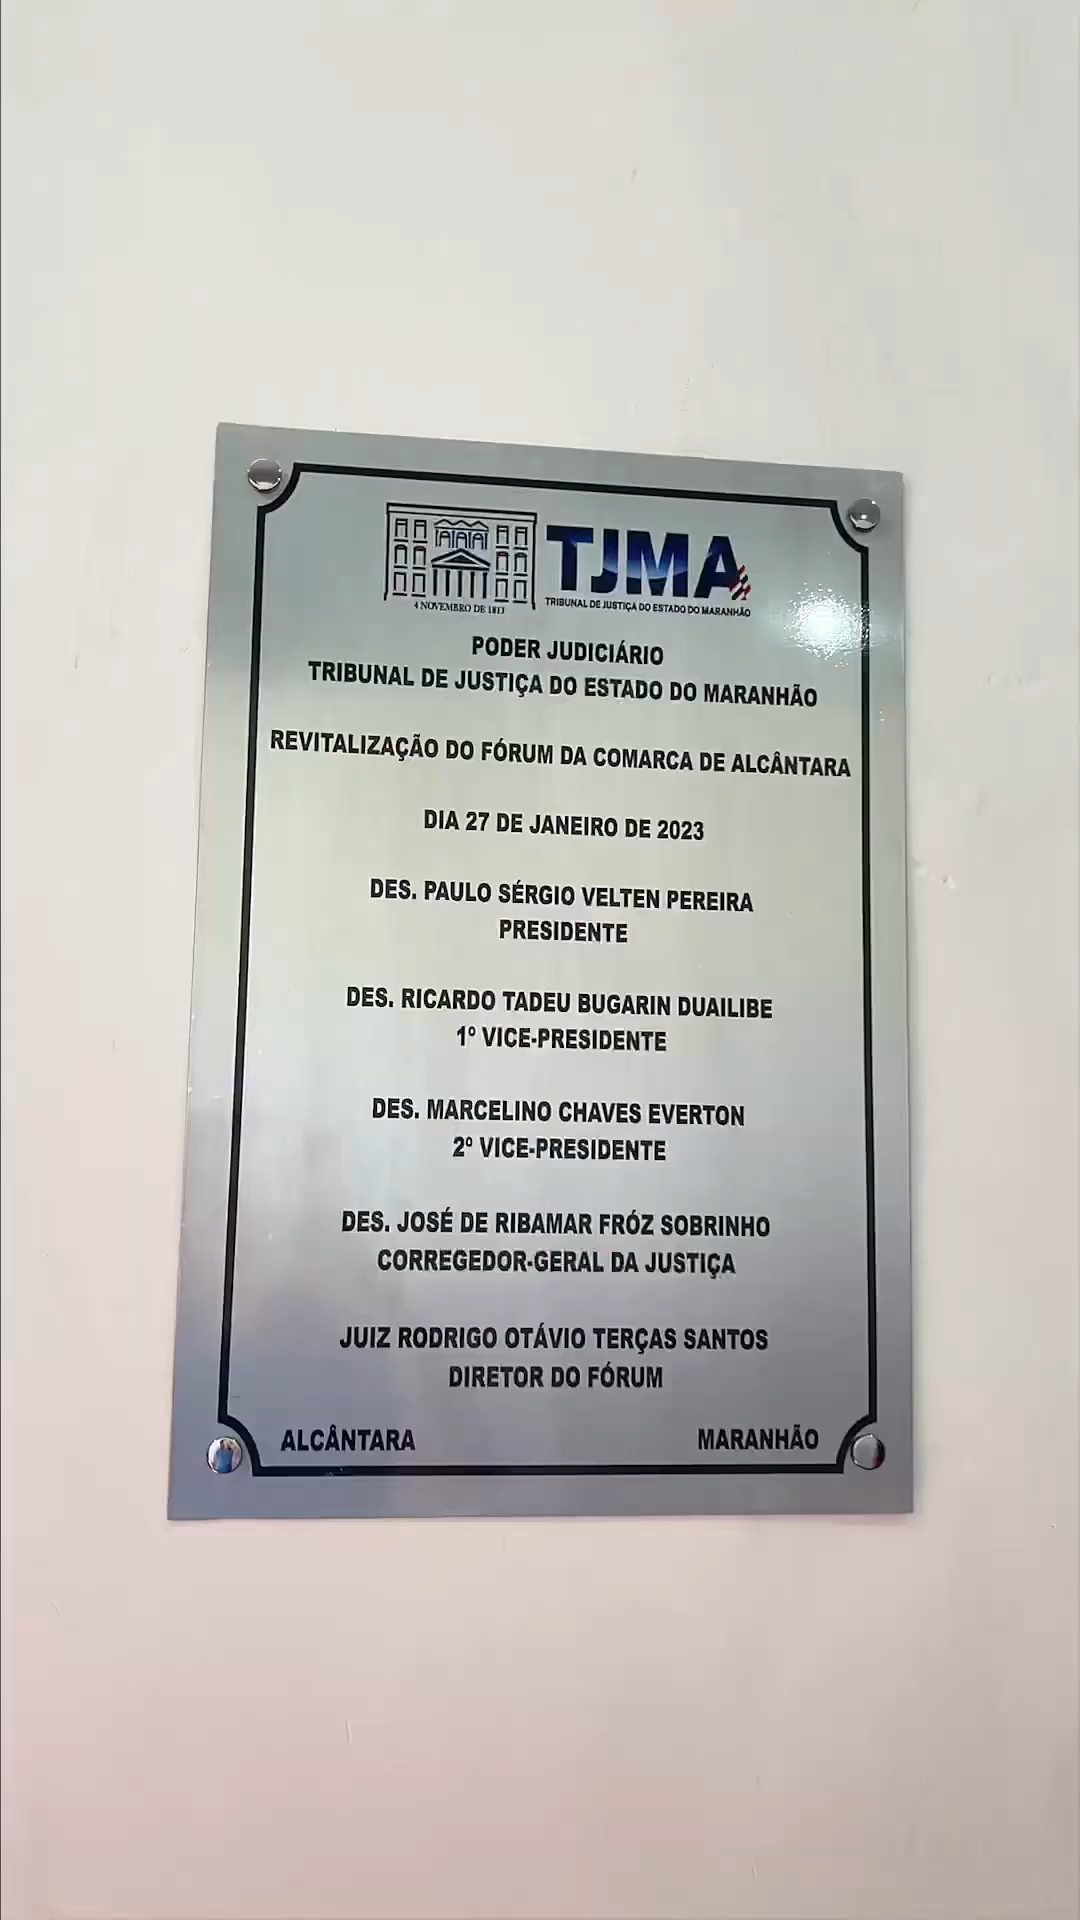 TJMA
4 NOVEMBRO DE 1813
TRIBUNAL DE JUSTIÇA DO ESTADO DO MARANHÃO
PODER JUDICIÁRIO
TRIBUNAL DE JUSTIÇA DO ESTADO DO MARANHÃO
REVITALIZAÇÃO DO FÓRUM DA COMARCA DE ALCÂNTARA
DIA 27 DE JANEIRO DE 2023
DES. PAULO SÉRGIO VELTEN PEREIRA
PRESIDENTE
DES. RICARDO TADEU BUGARIN DUAILIBE
1º VICE-PRESIDENTE
DES. MARCELINO CHAVES EVERTON
2º VICE-PRESIDENTE
DES. JOSÉ DE RIBAMAR FRÓZ SOBRINHO
CORREGEDOR-GERAL DA JUSTIÇA
JUIZ RODRIGO OTÁVIO TERÇAS SANTOS
DIRETOR DO FÓRUM
ALCÂNTARA MARANHÃO